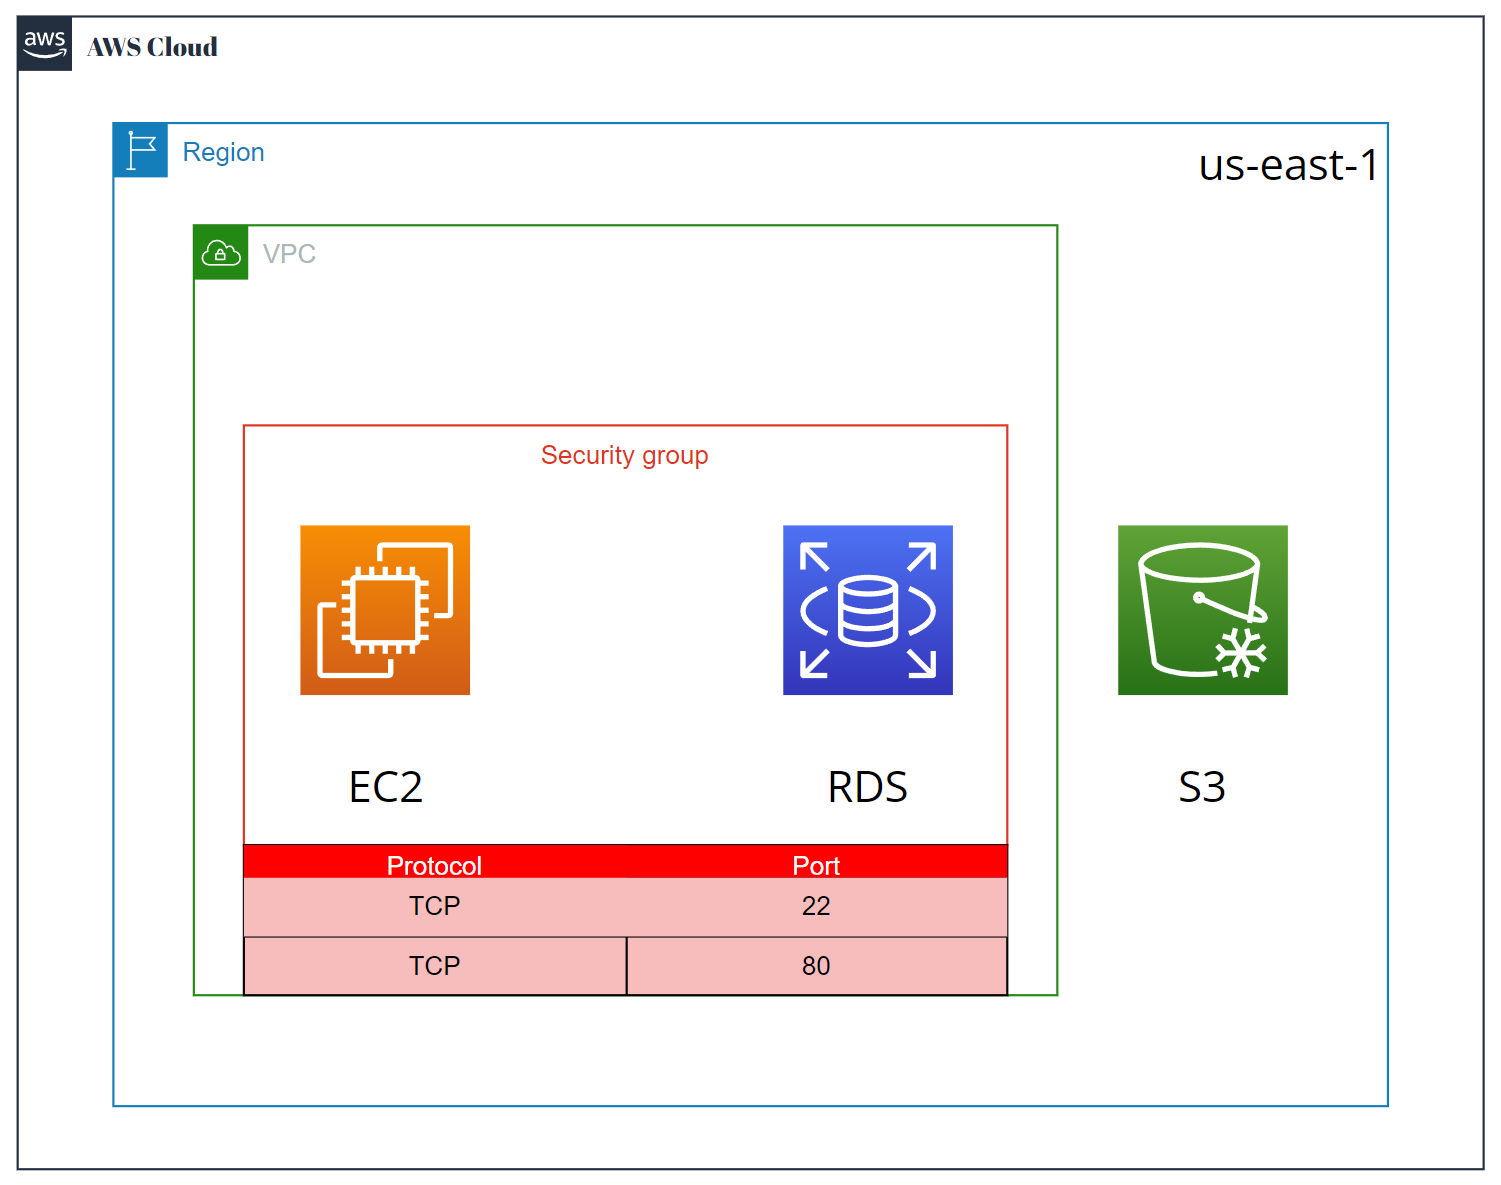 aws
AWS Cloud
Region
us-east-1
VPC
Security group
EC2
RDS
S3
Protocol Port
TCP 22
TCP 80